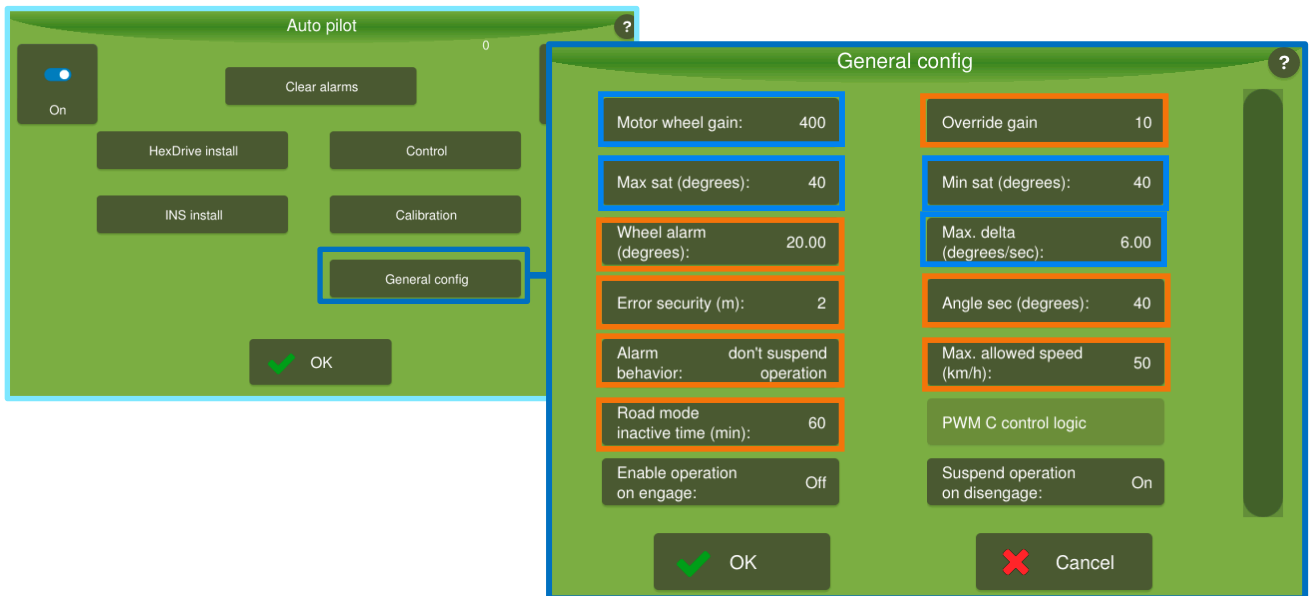 Auto pilot
?
0
On
Clear alarms
HexDrive install
Control
INS install
Calibration
General config
OK
General config
?
Motor wheel gain: 400
Override gain 10
Max sat (degrees): 40
Min sat (degrees): 40
Wheel alarm
(degrees): 20.00
Max. delta
(degrees/sec): 6.00
Error security (m): 2
Angle sec (degrees): 40
Alarm don't suspend
behavior: operation
Max. allowed speed
(km/h): 50
Road mode
inactive time (min): 60
PWM C control logic
Enable operation
on engage: Off
Suspend operation
on disengage: On
OK
Cancel